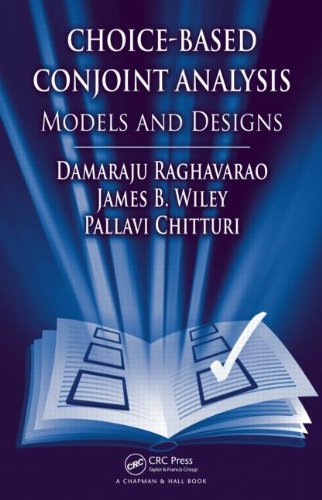 CHOICE-BASED
CONJOINT ANALYSIS
MODELS AND DESIGNS
DAMARAJU RAGHAVARAO
JAMES B. WILEY
PALLAVI CHITTURI
CRC
CRC Press
Taylor & Francis Group
A CHAPMAN & HALL BOOK